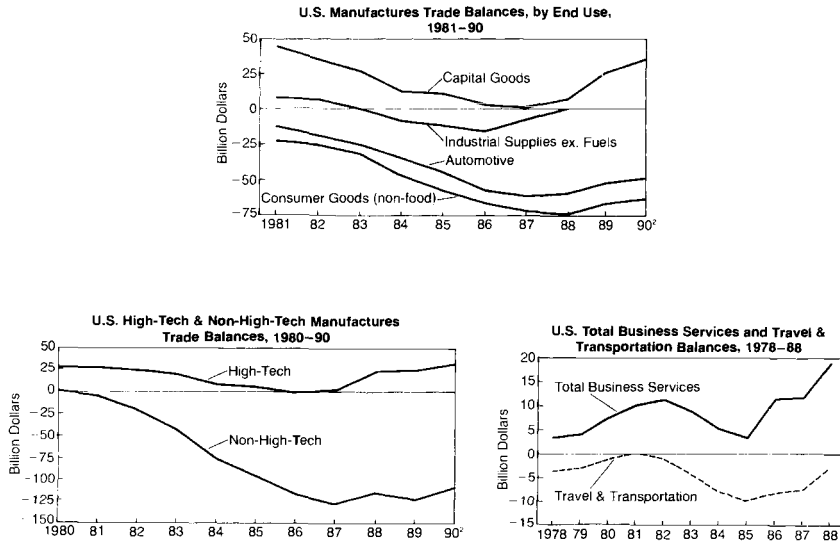 U.S. Manufactures Trade Balances, by End Use,
1981–90
Billion Dollars
50
25
0
−25
−50
−75
Capital Goods
Industrial Supplies ex. Fuels
Automotive
Consumer Goods (non-food)
1981 82 83 84 85 86 87 88 89 90²
U.S. High-Tech & Non-High-Tech Manufactures
Trade Balances, 1980–90
Billion Dollars
50
25
0
−25
−50
−75
−100
−125
−150
High-Tech
Non-High-Tech
1980 81 82 83 84 85 86 87 88 89 90²
U.S. Total Business Services and Travel &
Transportation Balances, 1978–88
Billion Dollars
20
15
10
5
0
−5
−10
−15
Total Business Services
Travel & Transportation
1978 79 80 81 82 83 84 85 86 87 88